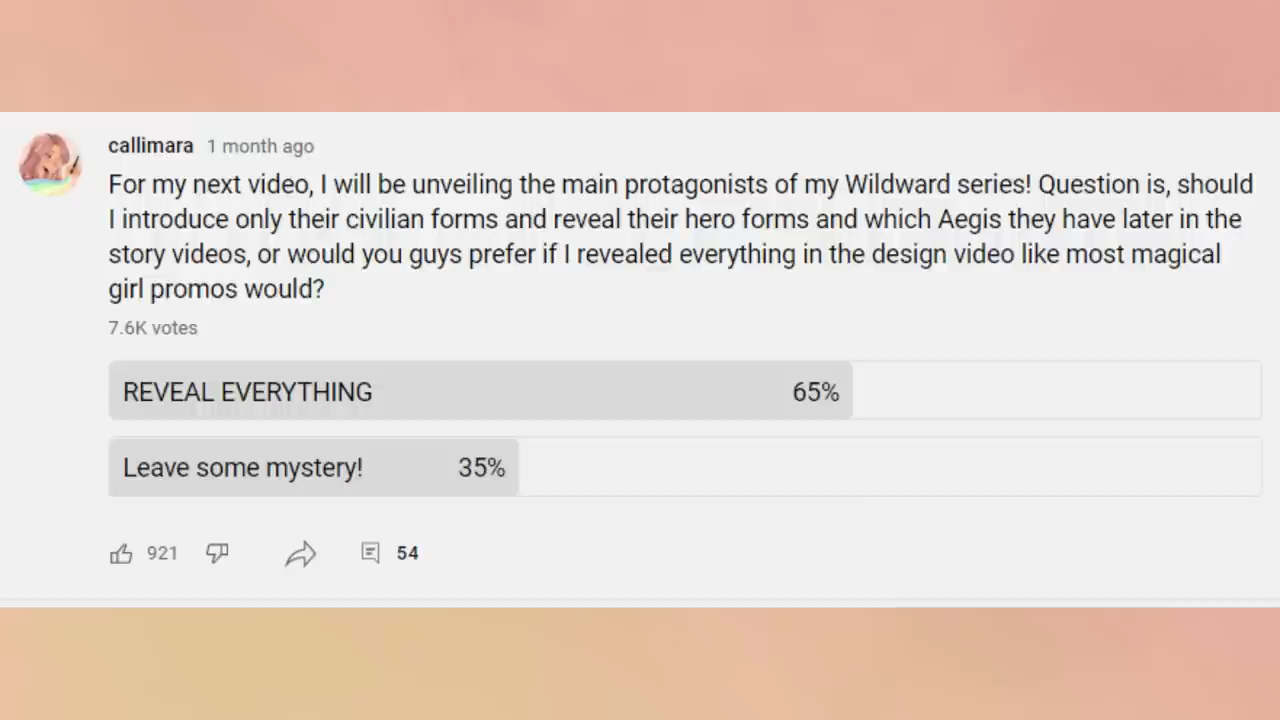 callimara 1 month ago
For my next video, I will be unveiling the main protagonists of my Wildward series! Question is, should
I introduce only their civilian forms and reveal their hero forms and which Aegis they have later in the
story videos, or would you guys prefer if I revealed everything in the design video like most magical
girl promos would?
7.6K votes
REVEAL EVERYTHING 65%
Leave some mystery! 35%
921 54